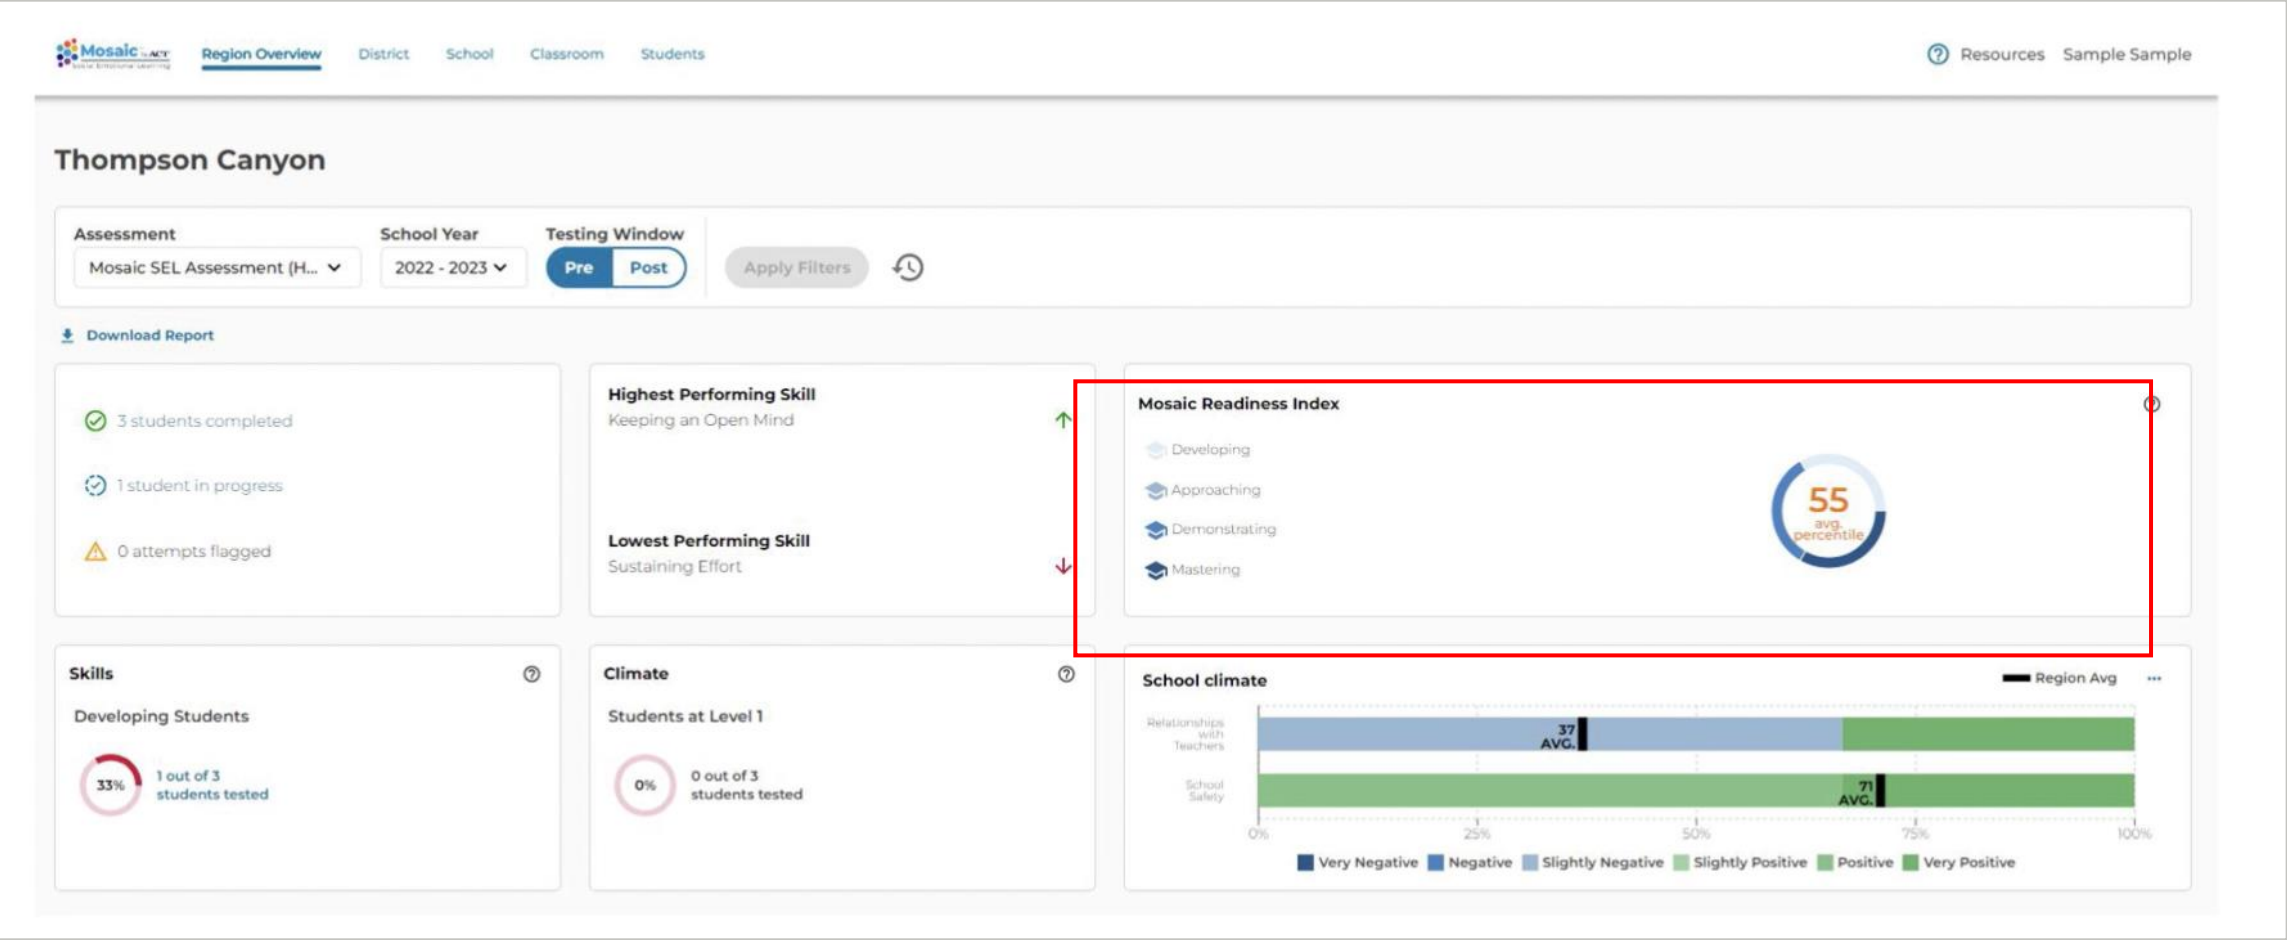 Mosaic by ACT
Social Emotional Learning
Region Overview
District
School
Classroom
Students
Resources
Sample Sample
Thompson Canyon
Assessment
School Year
Testing Window
Mosaic SEL Assessment (H...
2022 - 2023
Pre
Post
Apply Filters
Download Report
3 students completed
1 student in progress
0 attempts flagged
Highest Performing Skill
Keeping an Open Mind
Lowest Performing Skill
Sustaining Effort
Mosaic Readiness Index
Developing
Approaching
Demonstrating
Mastering
55
avg.
percentile
Skills
Developing Students
33%
1 out of 3
students tested
Climate
Students at Level 1
0%
0 out of 3
students tested
School climate
Region Avg
Relationships
with
Teachers
37
AVG.
School
Safety
71
AVG.
0%
25%
50%
75%
100%
Very Negative
Negative
Slightly Negative
Slightly Positive
Positive
Very Positive